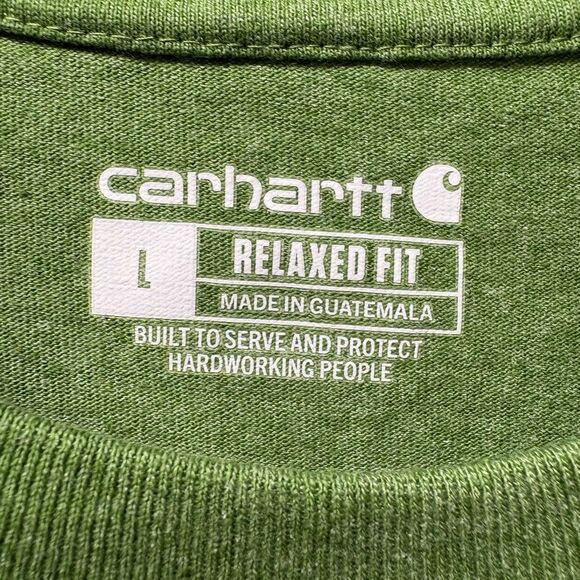 carhartt
L
RELAXED FIT
MADE IN GUATEMALA
BUILT TO SERVE AND PROTECT
HARDWORKING PEOPLE